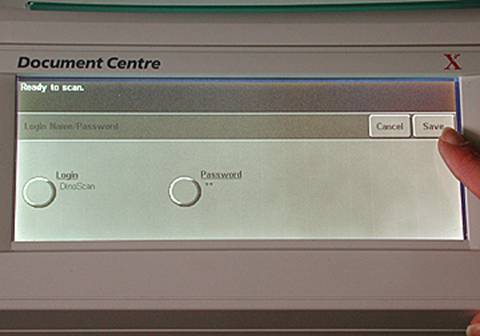 Document Centre
X
Ready to scan.
Login Name/Password
Cancel
Save
Login
DinoScan
Password
**